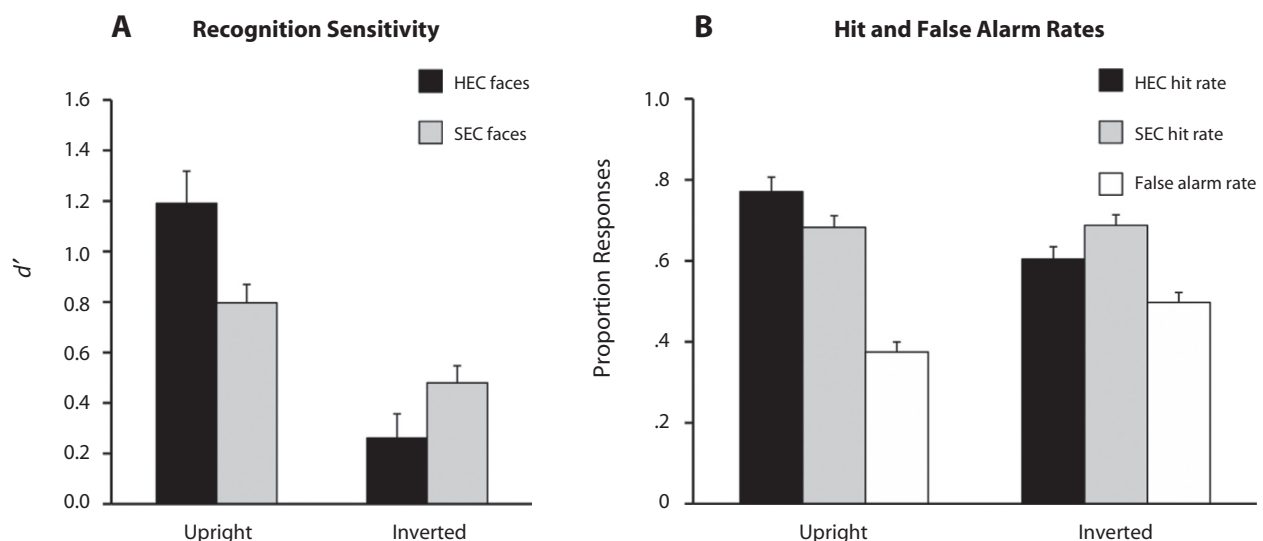 A Recognition Sensitivity
HEC faces
SEC faces
1.6
1.4
1.2
1.0
0.8
0.6
0.4
0.2
0.0
d′
Upright
Inverted
B Hit and False Alarm Rates
HEC hit rate
SEC hit rate
False alarm rate
1.0
.8
.6
.4
.2
0
Proportion Responses
Upright
Inverted